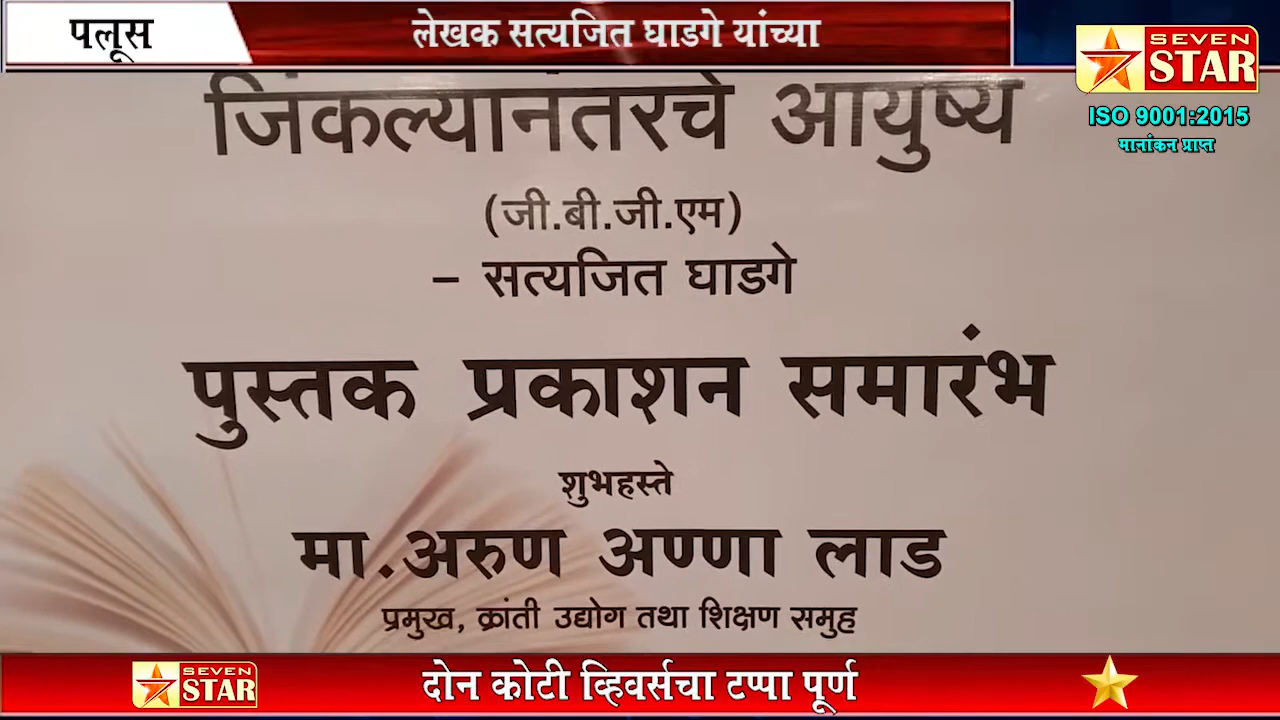 पलूस
लेखक सत्यजित घाडगे यांच्या
SEVEN
STAR
ISO 9001:2015
मानांकन प्राप्त
जिंकल्यानंतरचे आयुष्य
(जी.बी.जी.एम)
– सत्यजित घाडगे
पुस्तक प्रकाशन समारंभ
शुभहस्ते
मा.अरुण अण्णा लाड
प्रमुख, क्रांती उद्योग तथा शिक्षण समुह
SEVEN
STAR
दोन कोटी व्हिवर्सचा टप्पा पूर्ण